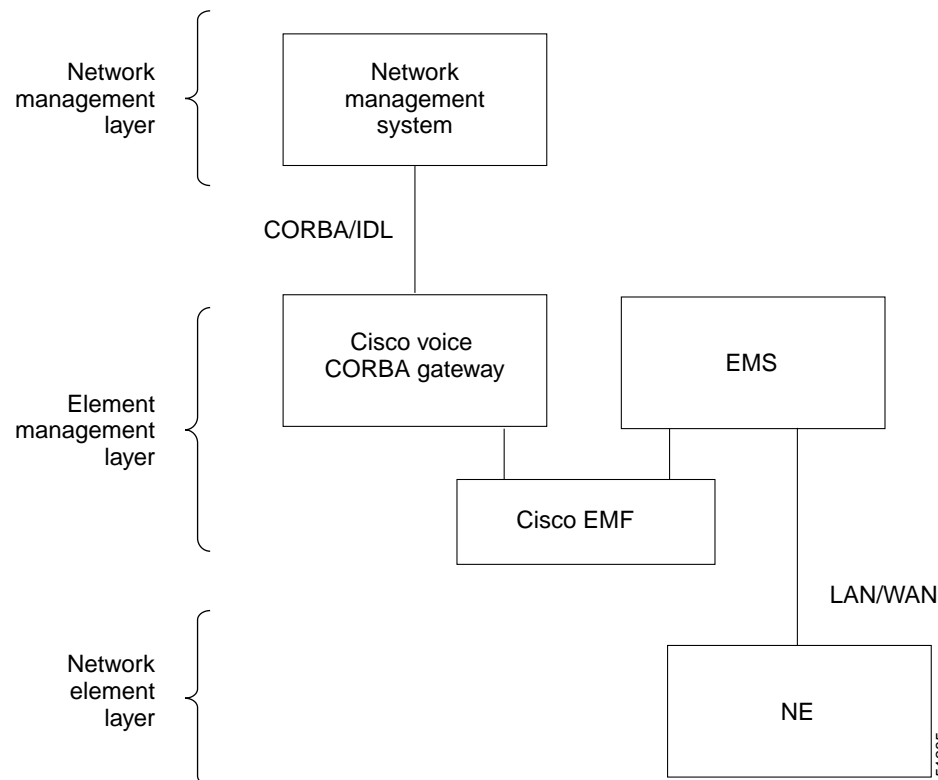 Network
management
layer
Network
management
system
CORBA/IDL
Cisco voice
CORBA gateway
EMS
Element
management
layer
Cisco EMF
LAN/WAN
Network
element
layer
NE